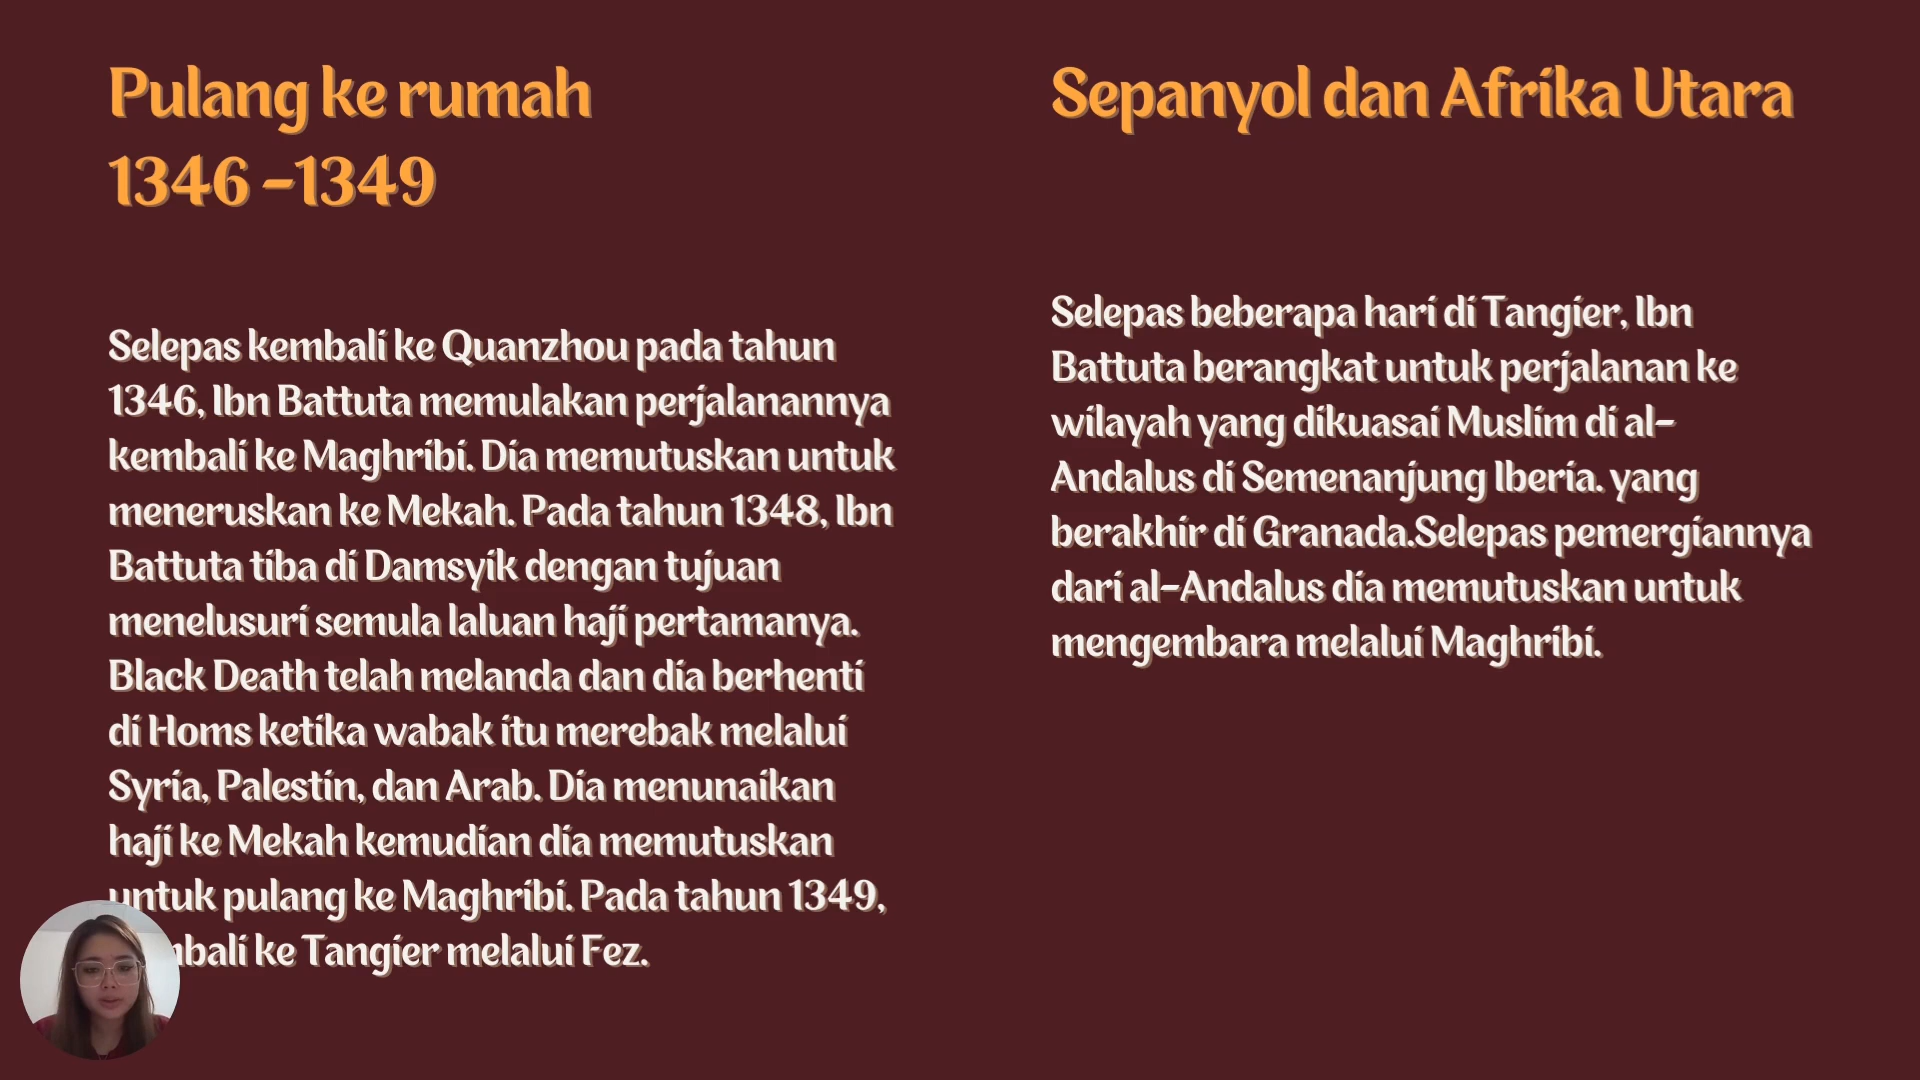 Pulang ke rumah
1346 -1349
Selepas kembali ke Quanzhou pada tahun
1346, Ibn Battuta memulakan perjalanannya
kembali ke Maghribi. Dia memutuskan untuk
meneruskan ke Mekah. Pada tahun 1348, Ibn
Battuta tiba di Damsyik dengan tujuan
menelusuri semula laluan haji pertamanya.
Black Death telah melanda dan dia berhenti
di Homs ketika wabak itu merebak melalui
Syria, Palestin, dan Arab. Dia menunaikan
haji ke Mekah kemudian dia memutuskan
untuk pulang ke Maghribi. Pada tahun 1349,
ke Tangier melalui Fez.
Sepanyol dan Afrika Utara
Selepas beberapa hari di Tangier, Ibn
Battuta berangkat untuk perjalanan ke
wilayah yang dikuasai Muslim di al-
Andalus di Semenanjung Iberia. yang
berakhir di Granada.Selepas pemergiannya
dari al-Andalus dia memutuskan untuk
mengembara melalui Maghribi.